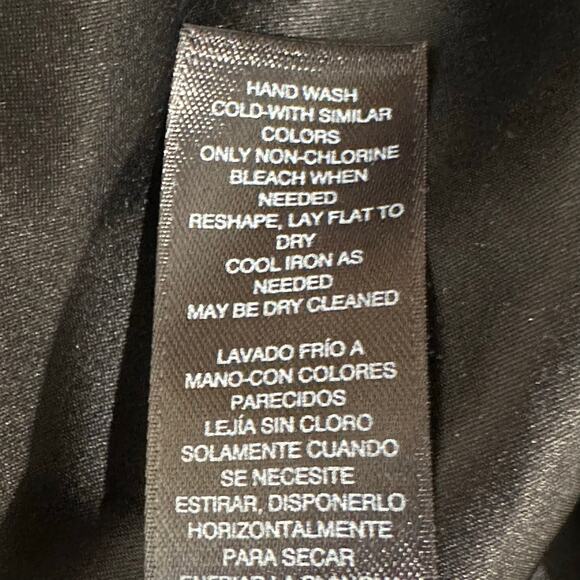 HAND WASH
COLD-WITH SIMILAR
COLORS
ONLY NON-CHLORINE
BLEACH WHEN
NEEDED
RESHAPE, LAY FLAT TO
DRY
COOL IRON AS
NEEDED
MAY BE DRY CLEANED
LAVADO FRÍO A
MANO-CON COLORES
PARECIDOS
LEJÍA SIN CLORO
SOLAMENTE CUANDO
SE NECESITE
ESTIRAR, DISPONERLO
HORIZONTALMENTE
PARA SECAR